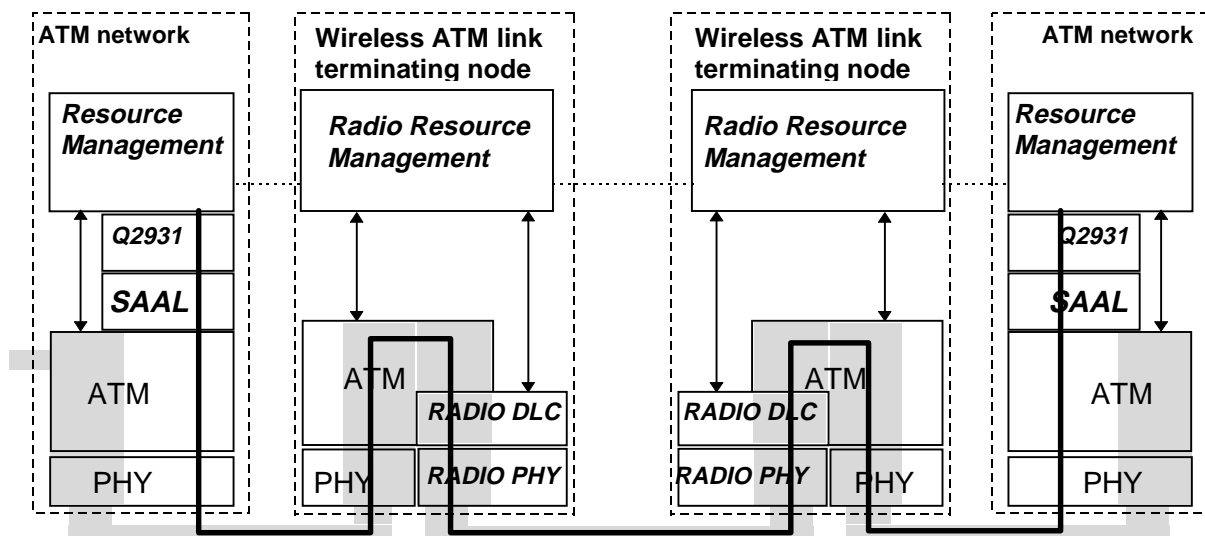 ATM network
Resource
Management
Q2931
SAAL
ATM
PHY
Wireless ATM link
terminating node
Radio Resource
Management
ATM
RADIO DLC
PHY
RADIO PHY
Wireless ATM link
terminating node
Radio Resource
Management
ATM
RADIO DLC
RADIO PHY
PHY
ATM network
Resource
Management
Q2931
SAAL
ATM
PHY